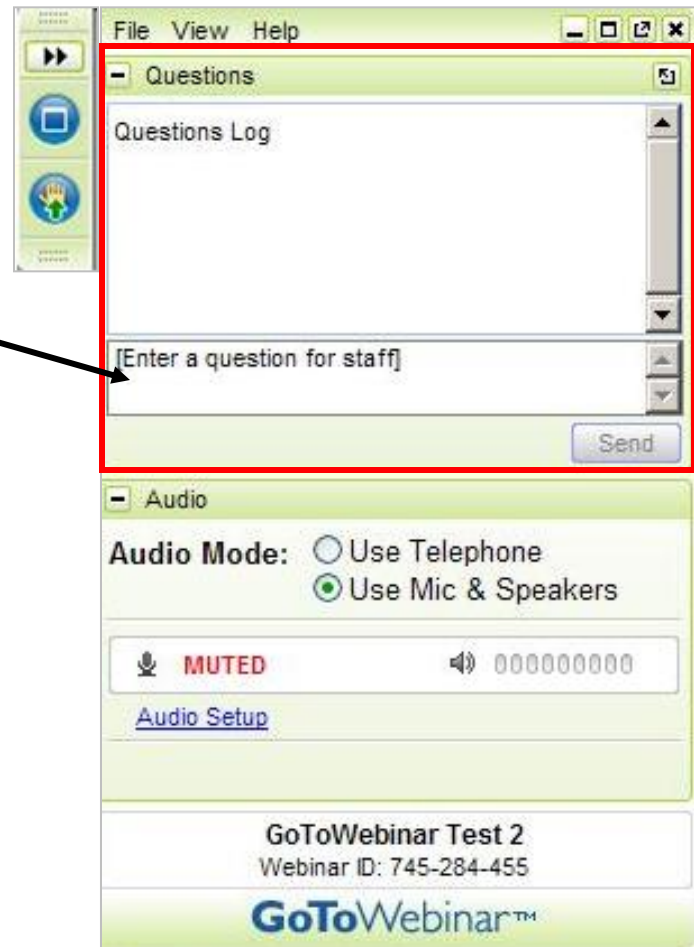 File View Help
Questions
Questions Log
[Enter a question for staff]
Send
Audio
Audio Mode: Use Telephone
Use Mic & Speakers
MUTED 000000000
Audio Setup
GoToWebinar Test 2
Webinar ID: 745-284-455
GoToWebinar™